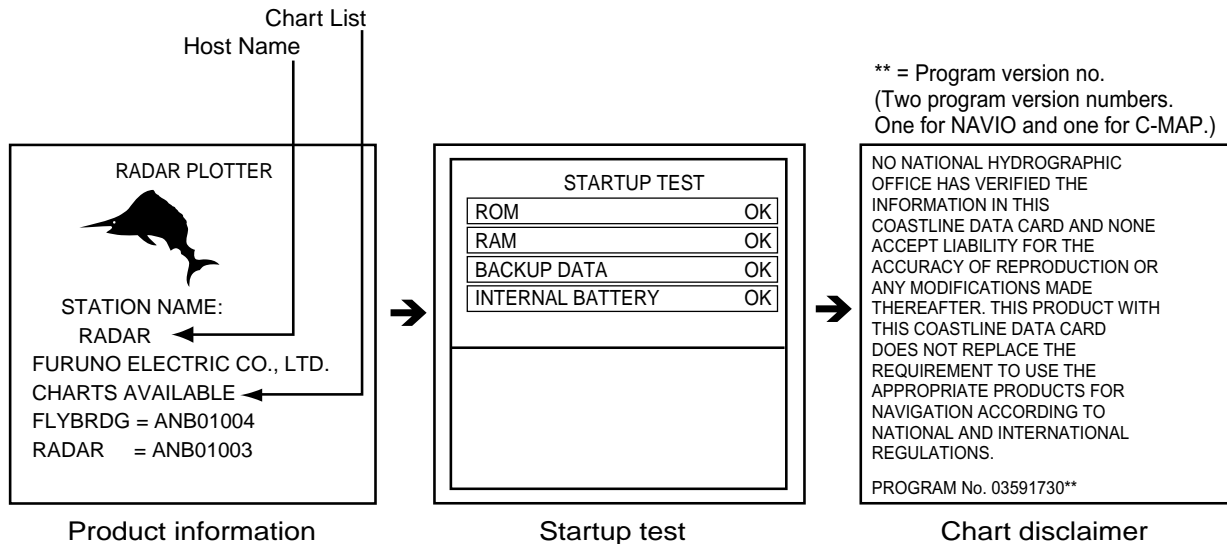 Chart List
Host Name
** = Program version no.
(Two program version numbers.
One for NAVIO and one for C-MAP.)
RADAR PLOTTER
STATION NAME:
RADAR
FURUNO ELECTRIC CO., LTD.
CHARTS AVAILABLE
FLYBRDG = ANB01004
RADAR = ANB01003
Product information
STARTUP TEST
ROM OK
RAM OK
BACKUP DATA OK
INTERNAL BATTERY OK
Startup test
NO NATIONAL HYDROGRAPHIC
OFFICE HAS VERIFIED THE
INFORMATION IN THIS
COASTLINE DATA CARD AND NONE
ACCEPT LIABILITY FOR THE
ACCURACY OF REPRODUCTION OR
ANY MODIFICATIONS MADE
THEREAFTER. THIS PRODUCT WITH
THIS COASTLINE DATA CARD
DOES NOT REPLACE THE
REQUIREMENT TO USE THE
APPROPRIATE PRODUCTS FOR
NAVIGATION ACCORDING TO
NATIONAL AND INTERNATIONAL
REGULATIONS.
PROGRAM No. 03591730**
Chart disclaimer